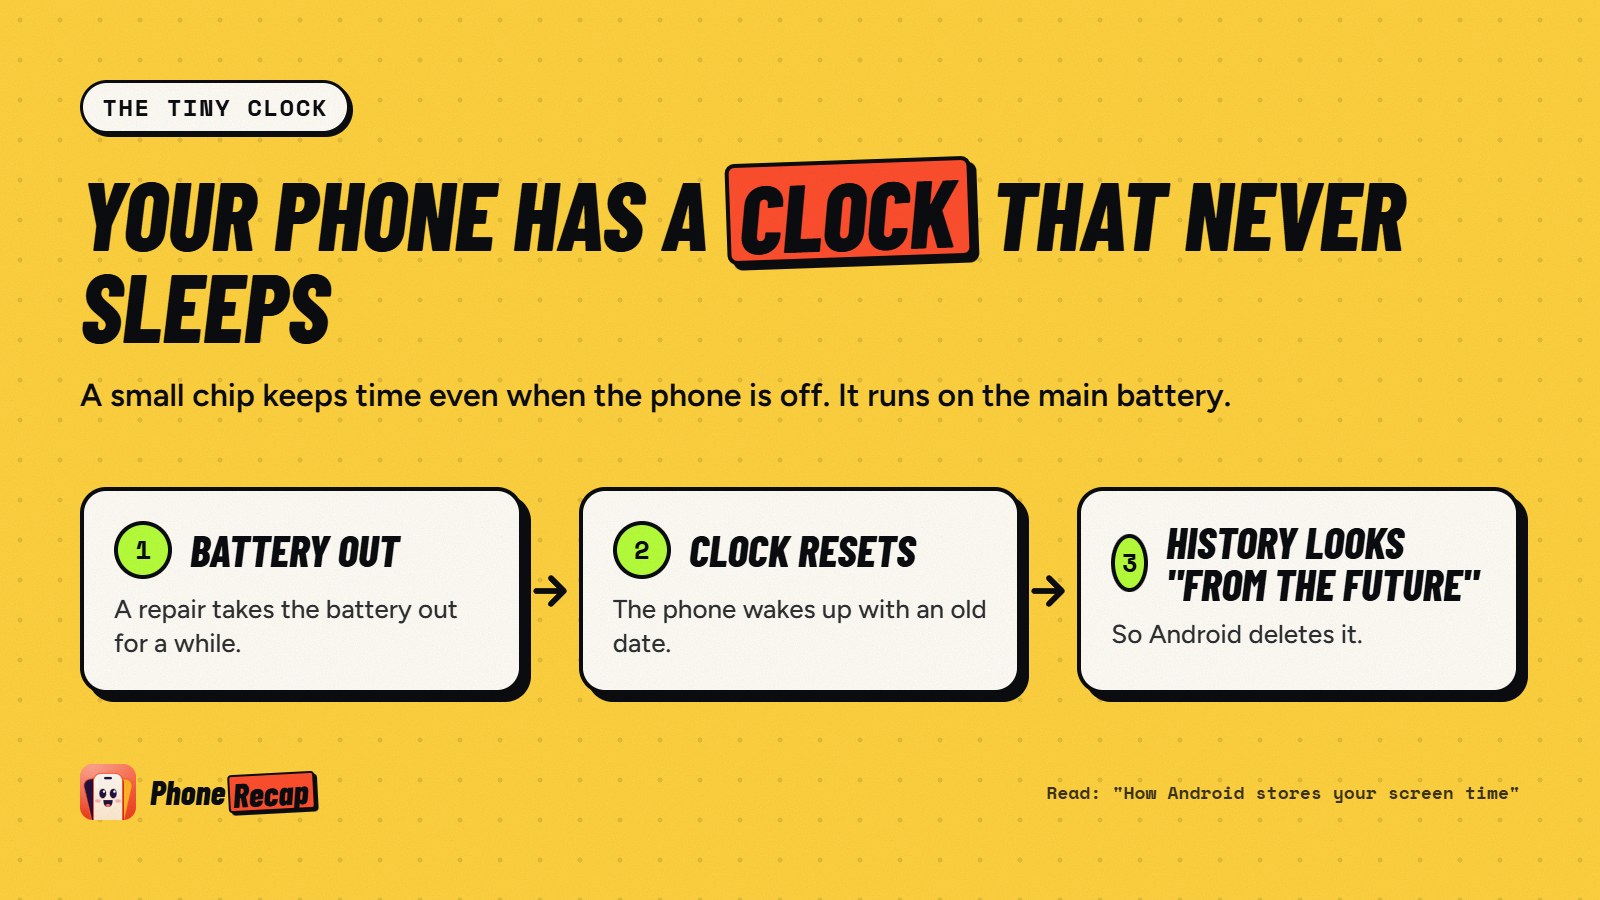 THE TINY CLOCK
YOUR PHONE HAS A CLOCK THAT NEVER
SLEEPS
A small chip keeps time even when the phone is off. It runs on the main battery.
1 BATTERY OUT
A repair takes the battery out
for a while.
2 CLOCK RESETS
The phone wakes up with an old
date.
3 HISTORY LOOKS
"FROM THE FUTURE"
So Android deletes it.
Phone Recap
Read: "How Android stores your screen time"